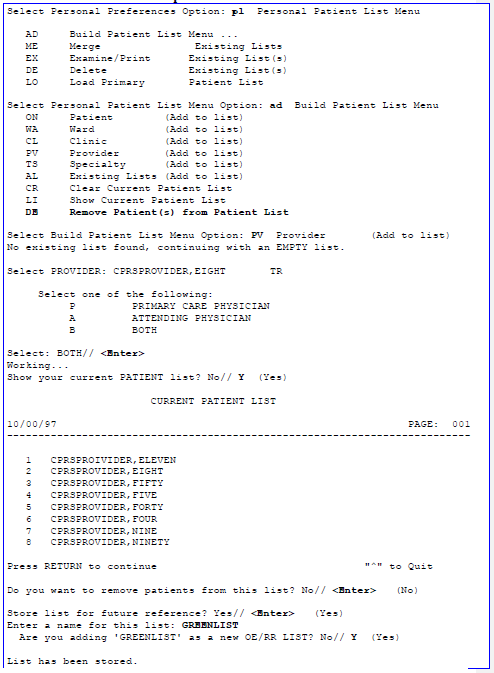 Select Personal Preferences Option: pl  Personal Patient List Menu
AD     Build Patient List Menu ...
ME     Merge               Existing Lists
EX     Examine/Print      Existing List(s)
DE     Delete             Existing List(s)
LO     Load Primary       Patient List
Select Personal Patient List Menu Option: ad  Build Patient List Menu
ON     Patient        (Add to list)
WA     Ward           (Add to list)
CL     Clinic         (Add to list)
PV     Provider       (Add to list)
TS     Specialty      (Add to list)
AL     Existing Lists (Add to list)
CR     Clear Current Patient List
LI     Show Current Patient List
DE     Remove Patient(s) from Patient List
Select Build Patient List Menu Option: PV  Provider       (Add to list)
No existing list found, continuing with an EMPTY list.
Select PROVIDER: CPRSPROVIDER,EIGHT       TR
Select one of the following:
P         PRIMARY CARE PHYSICIAN
A         ATTENDING PHYSICIAN
B         BOTH
Select: BOTH// <Enter>
Working...
Show your current PATIENT list? No// Y  (Yes)
CURRENT PATIENT LIST
10/00/97                                                   PAGE:  001
--------------------------------------------------------------------------
1   CPRSPROIVIDER,ELEVEN
2   CPRSPROVIDER,EIGHT
3   CPRSPROVIDER,FIFTY
4   CPRSPROVIDER,FIVE
5   CPRSPROVIDER,FORTY
6   CPRSPROVIDER,FOUR
7   CPRSPROVIDER,NINE
8   CPRSPROVIDER,NINETY
Press RETURN to continue                                 "^" to Quit
Do you want to remove patients from this list? No// <Enter>   (No)
Store list for future reference? Yes// <Enter>   (Yes)
Enter a name for this list: GREENLIST
Are you adding 'GREENLIST' as a new OE/RR LIST? No// Y  (Yes)
List has been stored.